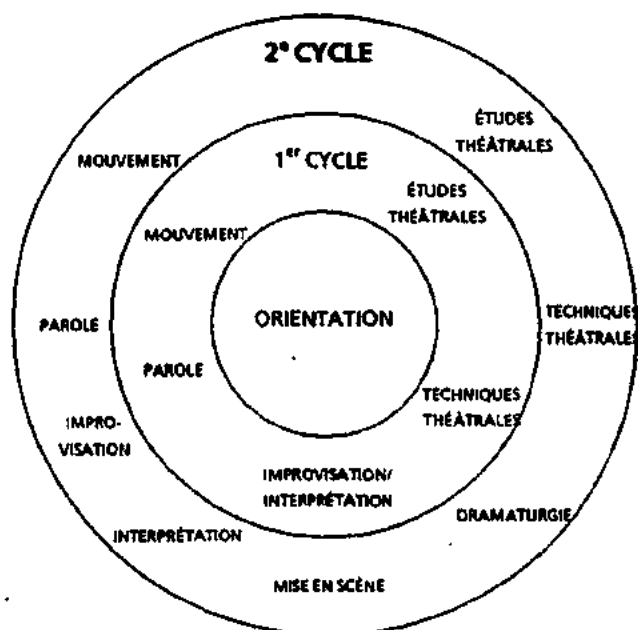 2e CYCLE
ÉTUDES
THÉÂTRALES
MOUVEMENT
1er CYCLE
ÉTUDES
THÉÂTRALES
MOUVEMENT
ORIENTATION
PAROLE
TECHNIQUES
THÉÂTRALES
PAROLE
TECHNIQUES
THÉÂTRALES
IMPRO-
VISATION
IMPROVISATION/
INTERPRÉTATION
DRAMATURGIE
INTERPRÉTATION
MISE EN SCÈNE